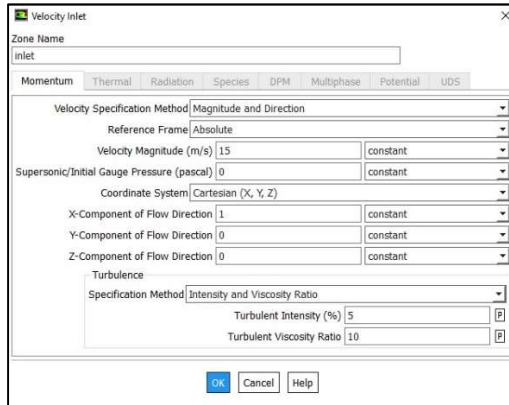 Velocity Inlet
Zone Name
inlet
Momentum Thermal Radiation Species DPM Multiphase Potential UDS
Velocity Specification Method Magnitude and Direction
Reference Frame Absolute
Velocity Magnitude (m/s) 15 constant
Supersonic/Initial Gauge Pressure (pascal) 0 constant
Coordinate System Cartesian (X, Y, Z)
X-Component of Flow Direction 1 constant
Y-Component of Flow Direction 0 constant
Z-Component of Flow Direction 0 constant
Turbulence
Specification Method Intensity and Viscosity Ratio
Turbulent Intensity (%) 5 P
Turbulent Viscosity Ratio 10 P
OK Cancel Help